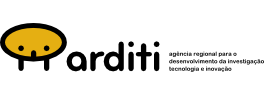 arditi
agência regional para o
desenvolvimento da investigação
tecnologia e inovação